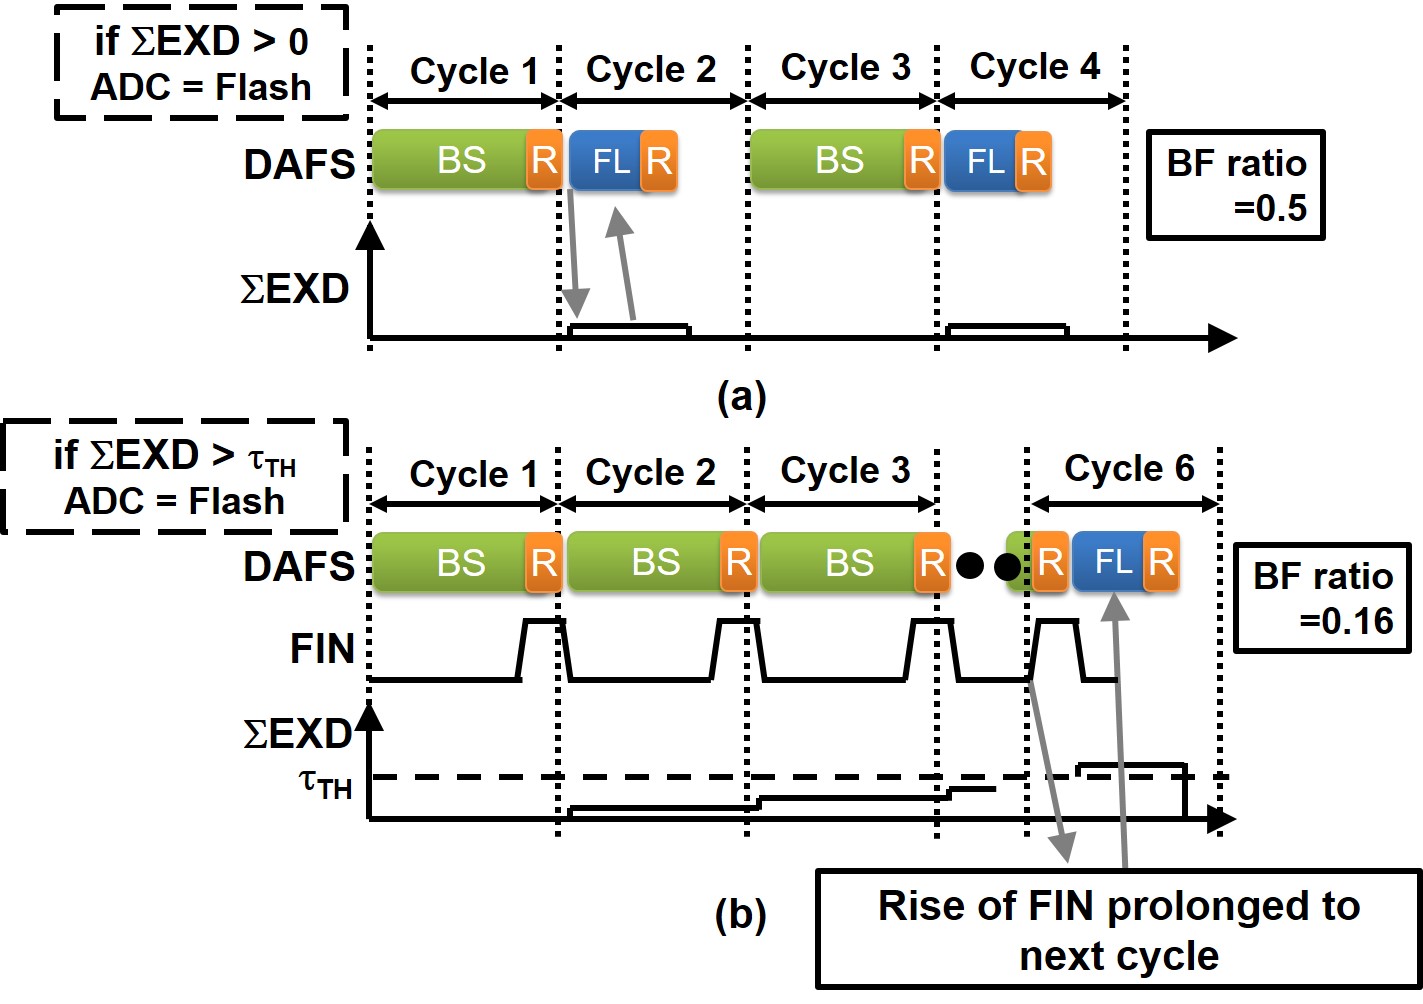 if ΣEXD > 0
ADC = Flash
Cycle 1
Cycle 2
Cycle 3
Cycle 4
DAFS
BS
R
FL
R
BS
R
FL
R
BF ratio
=0.5
ΣEXD
(a)
if ΣEXD > τTH
ADC = Flash
Cycle 1
Cycle 2
Cycle 3
Cycle 6
DAFS
BS
R
BS
R
BS
R
R
FL
R
BF ratio
=0.16
FIN
ΣEXD
τTH
(b)
Rise of FIN prolonged to
next cycle